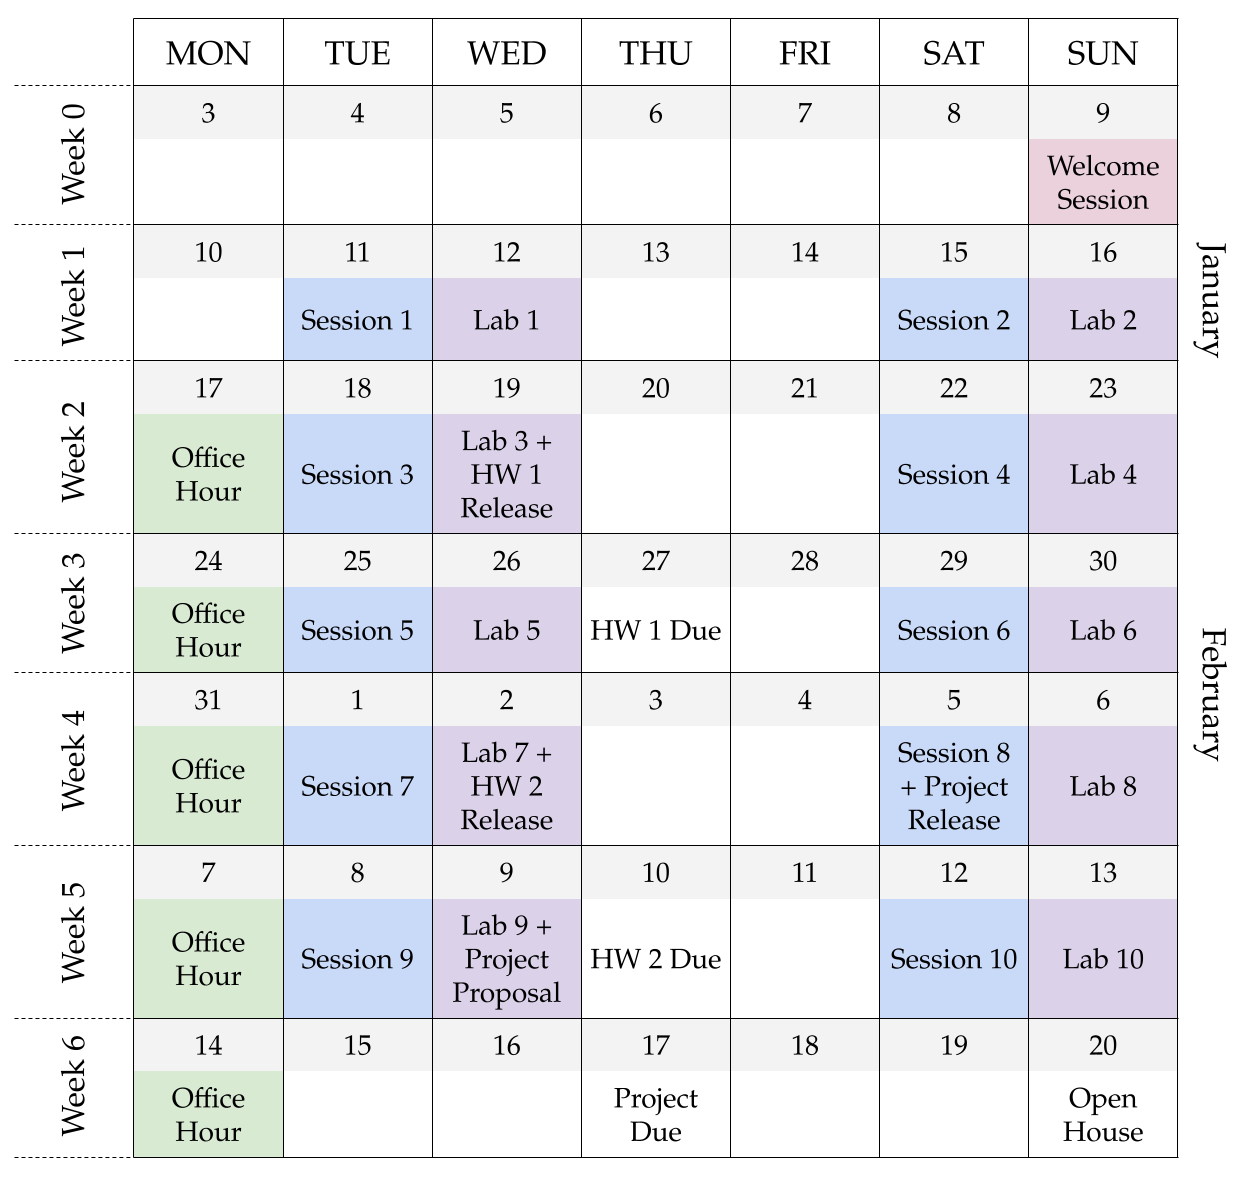 MON TUE WED THU FRI SAT SUN
Week 0
3 4 5 6 7 8 9
Welcome
Session
Week 1
10 11 12 13 14 15 16
Session 1 Lab 1 Session 2 Lab 2
January
Week 2
17 18 19 20 21 22 23
Office
Hour
Session 3
Lab 3 +
HW 1
Release
Session 4
Lab 4
Week 3
24 25 26 27 28 29 30
Office
Hour
Session 5
Lab 5
HW 1 Due
Session 6
Lab 6
Week 4
31 1 2 3 4 5 6
Office
Hour
Session 7
Lab 7 +
HW 2
Release
Session 8
+ Project
Release
Lab 8
February
Week 5
7 8 9 10 11 12 13
Office
Hour
Session 9
Lab 9 +
Project
Proposal
HW 2 Due
Session 10
Lab 10
Week 6
14 15 16 17 18 19 20
Office
Hour
Project
Due
Open
House